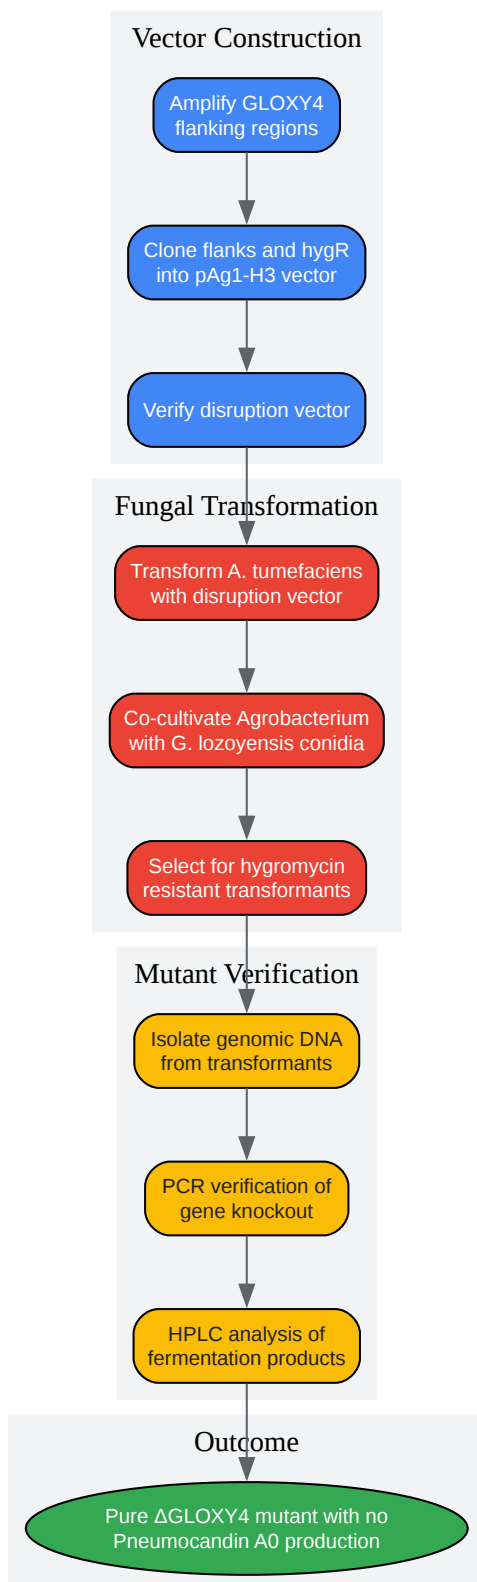 Vector Construction
Amplify GLOXY4
flanking regions
Clone flanks and hygR
into pAg1-H3 vector
Verify disruption vector
Fungal Transformation
Transform A. tumefaciens
with disruption vector
Co-cultivate Agrobacterium
with G. lozoyensis conidia
Select for hygromycin
resistant transformants
Mutant Verification
Isolate genomic DNA
from transformants
PCR verification of
gene knockout
HPLC analysis of
fermentation products
Outcome
Pure ΔGLOXY4 mutant with no
Pneumocandin A0 production